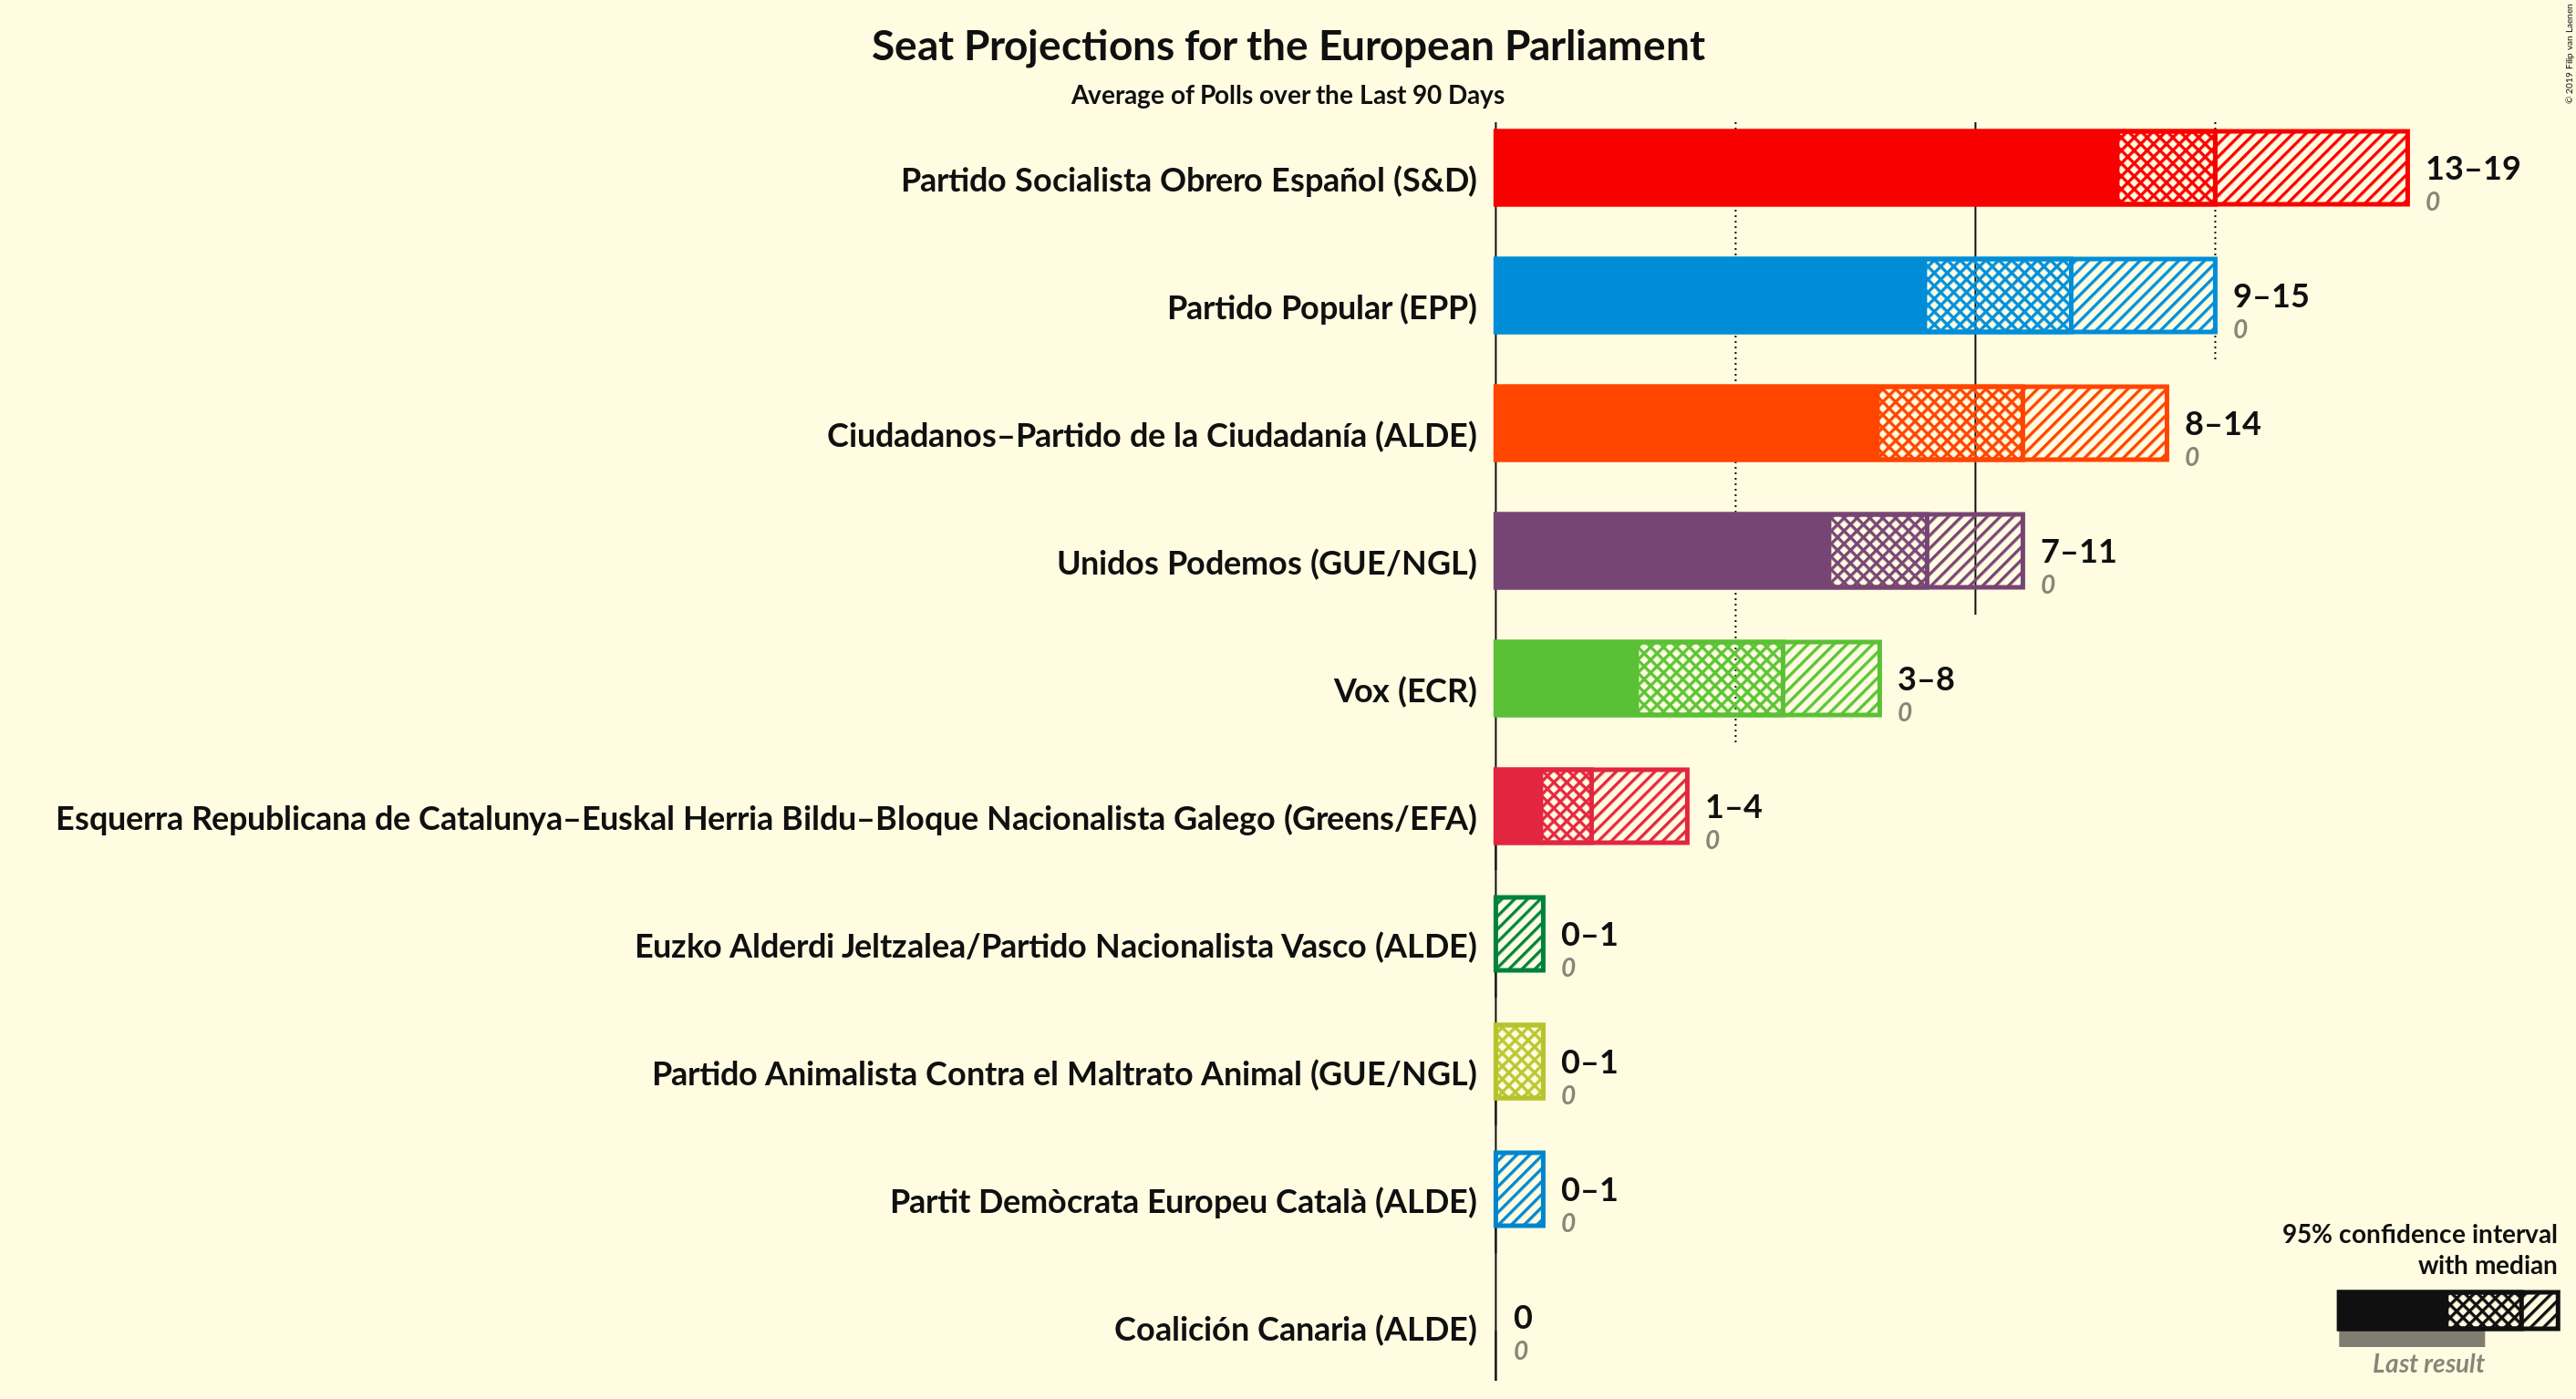 Seat Projections for the European Parliament
Average of Polls over the Last 90 Days
© 2019 Filip van Laenen
Partido Socialista Obrero Español (S&D)
13–19
0
Partido Popular (EPP)
9–15
0
Ciudadanos–Partido de la Ciudadanía (ALDE)
8–14
0
Unidos Podemos (GUE/NGL)
7–11
0
Vox (ECR)
3–8
0
Esquerra Republicana de Catalunya–Euskal Herria Bildu–Bloque Nacionalista Galego (Greens/EFA)
1–4
0
Euzko Alderdi Jeltzalea/Partido Nacionalista Vasco (ALDE)
0–1
0
Partido Animalista Contra el Maltrato Animal (GUE/NGL)
0–1
0
Partit Demòcrata Europeu Català (ALDE)
0–1
0
Coalición Canaria (ALDE)
0
0
95% confidence interval
with median
Last result